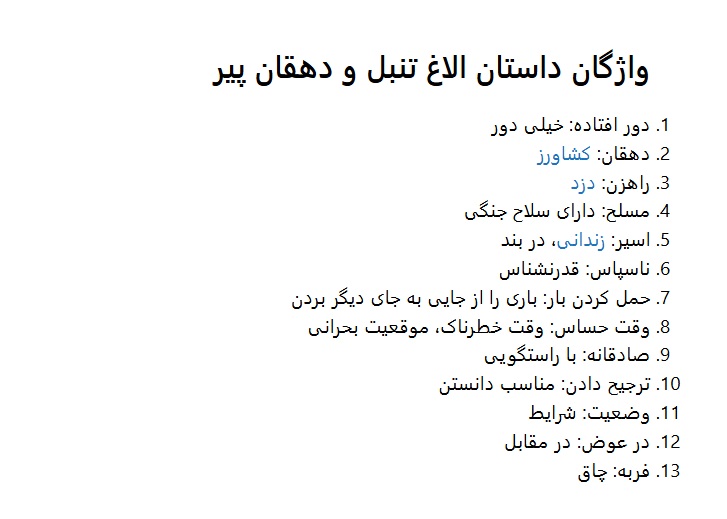 واژگان داستان الاغ تنبل و دهقان پیر
1. دور افتاده: خیلی دور
2. دهقان: کشاورز
3. راهزن: دزد
4. مسلح: دارای سلاح جنگی
5. اسیر: زندانی، در بند
6. ناسپاس: قدرنشناس
7. حمل کردن بار: باری را از جایی به جای دیگر بردن
8. وقت حساس: وقت خطرناک، موقعیت بحرانی
9. صادقانه: با راستگویی
10. ترجیح دادن: مناسب دانستن
11. وضعیت: شرایط
12. در عوض: در مقابل
13. فربه: چاق